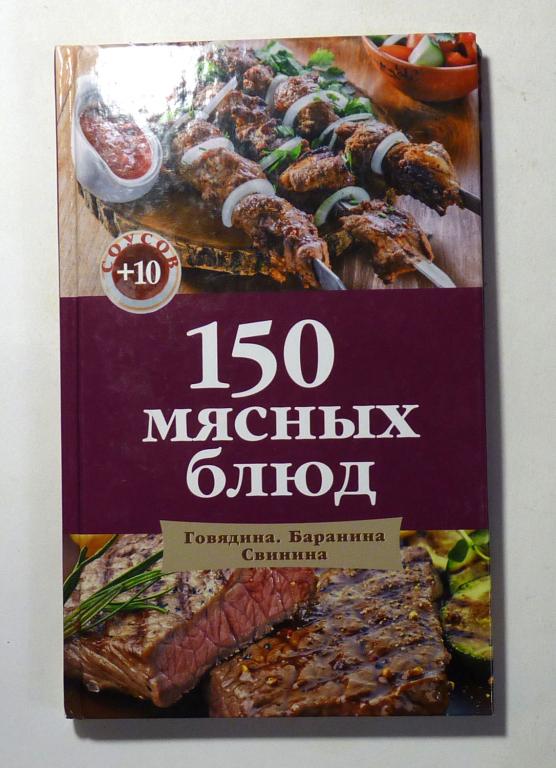 СОУСОВ
+10
150
мясных
блюд
Говядина. Баранина
Свинина